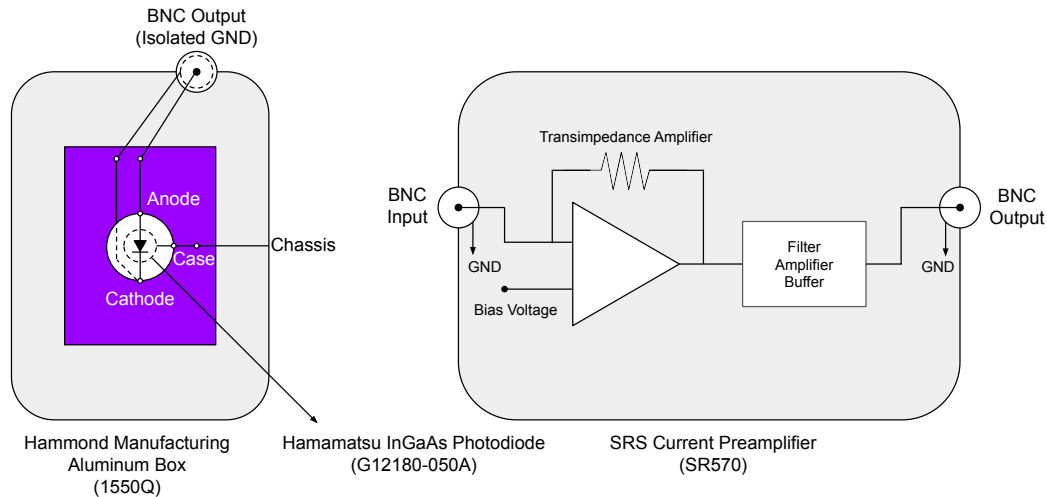 BNC Output
(Isolated GND)
Anode
Case
Chassis
Cathode
Hammond Manufacturing
Aluminum Box
(1550Q)
Hamamatsu InGaAs Photodiode
(G12180-050A)
Transimpedance Amplifier
BNC
Input
GND
Bias Voltage
Filter
Amplifier
Buffer
BNC
Output
GND
SRS Current Preamplifier
(SR570)